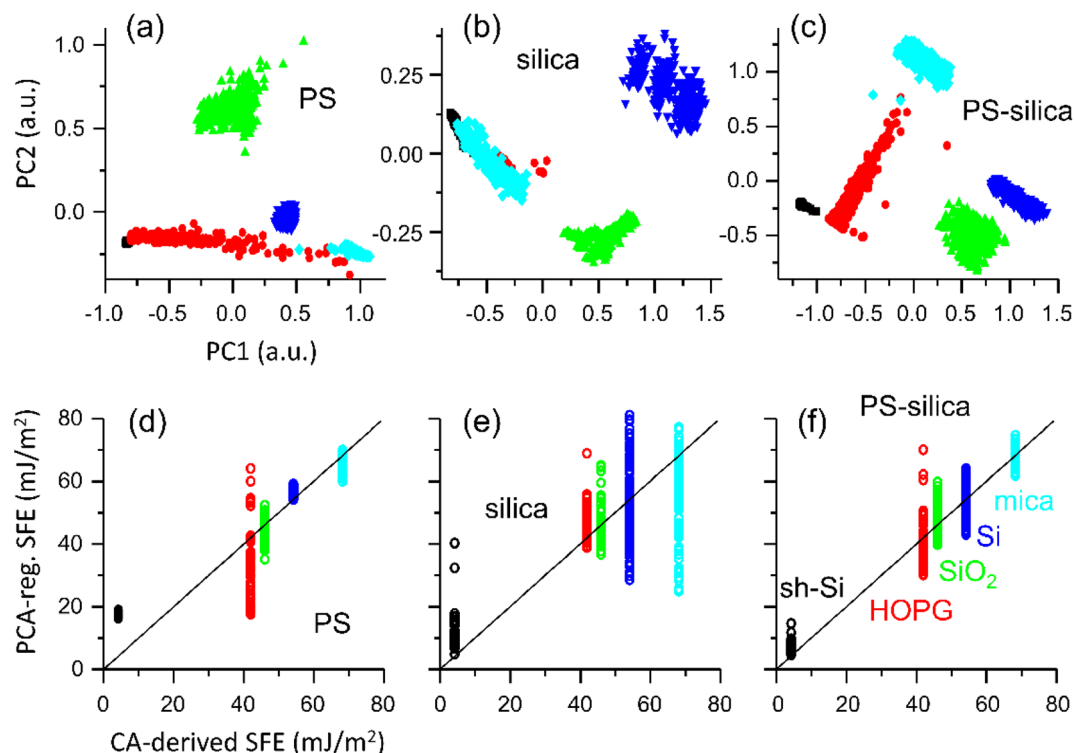 (a)
(b)
(c)
PS
silica
PS-silica
PC2 (a.u.)
1.0
0.5
0.0
0.25
0.00
-0.25
1.0
0.5
0.0
-0.5
-1.0 -0.5 0.0 0.5 1.0
-0.5 0.0 0.5 1.0 1.5
-1.0 -0.5 0.0 0.5 1.0 1.5
PC1 (a.u.)
(d)
(e)
PS-silica
(f)
PCA-reg. SFE (mJ/m²)
80
60
40
20
0
silica
mica
Si
SiO₂
sh-Si
HOPG
PS
0 20 40 60 80
0 20 40 60 80
0 20 40 60 80
CA-derived SFE (mJ/m²)